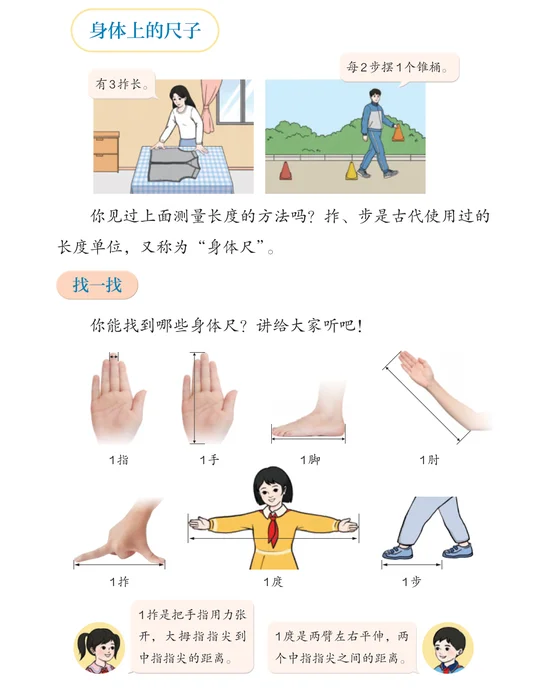 身体上的尺子
有3拃长。
每2步摆1个锥桶。
你见过上面测量长度的方法吗？拃、步是古代使用过的
长度单位，又称为“身体尺”。
找一找
你能找到哪些身体尺？讲给大家听吧！
1指
1手
1脚
1肘
1拃
1庹
1步
1拃是把手指用力张
开，大拇指指尖到
中指指尖的距离。
1庹是两臂左右平伸，两
个中指指尖之间的距离。